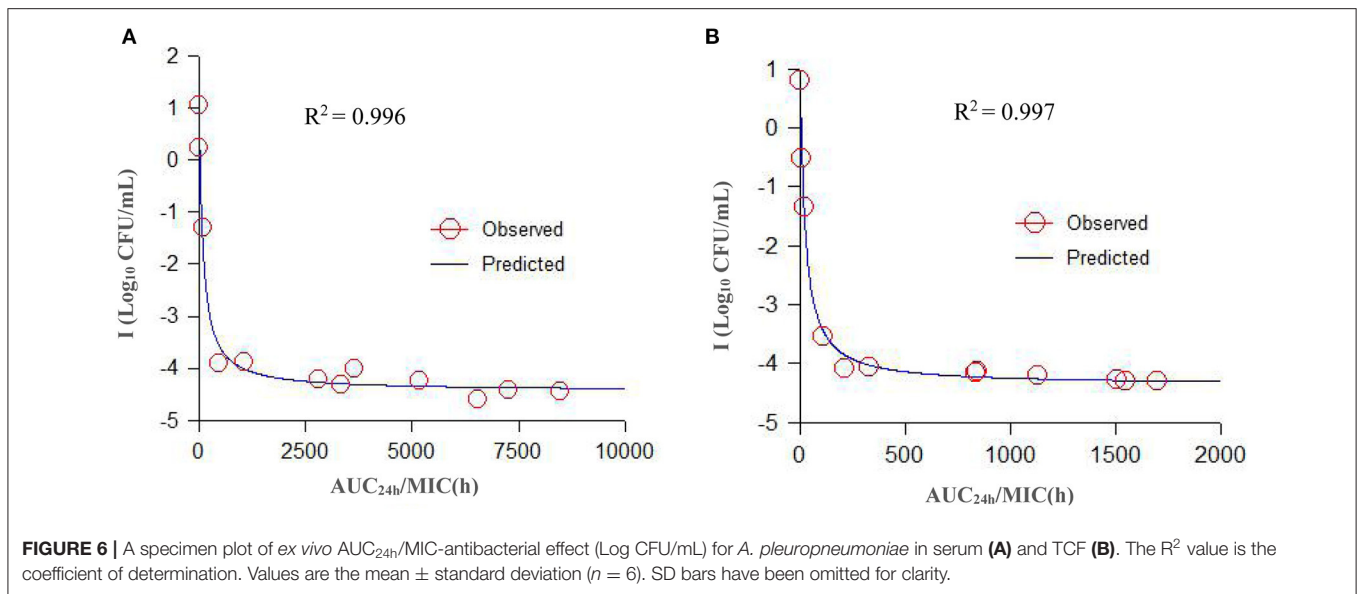 A
2
1
0
-1
-2
-3
-4
-5
I (Log₁₀ CFU/mL)
R² = 0.996
Observed
Predicted
0 2500 5000 7500 10000
AUC₂₄ₕ/MIC(h)
B
1
0
-1
-2
-3
-4
-5
I (Log₁₀ CFU/mL)
R² = 0.997
Observed
Predicted
0 500 1000 1500 2000
AUC₂₄ₕ/MIC(h)
FIGURE 6 | A specimen plot of ex vivo AUC₂₄ₕ/MIC-antibacterial effect (Log CFU/mL) for A. pleuropneumoniae in serum (A) and TCF (B). The R² value is the
coefficient of determination. Values are the mean ± standard deviation (n = 6). SD bars have been omitted for clarity.